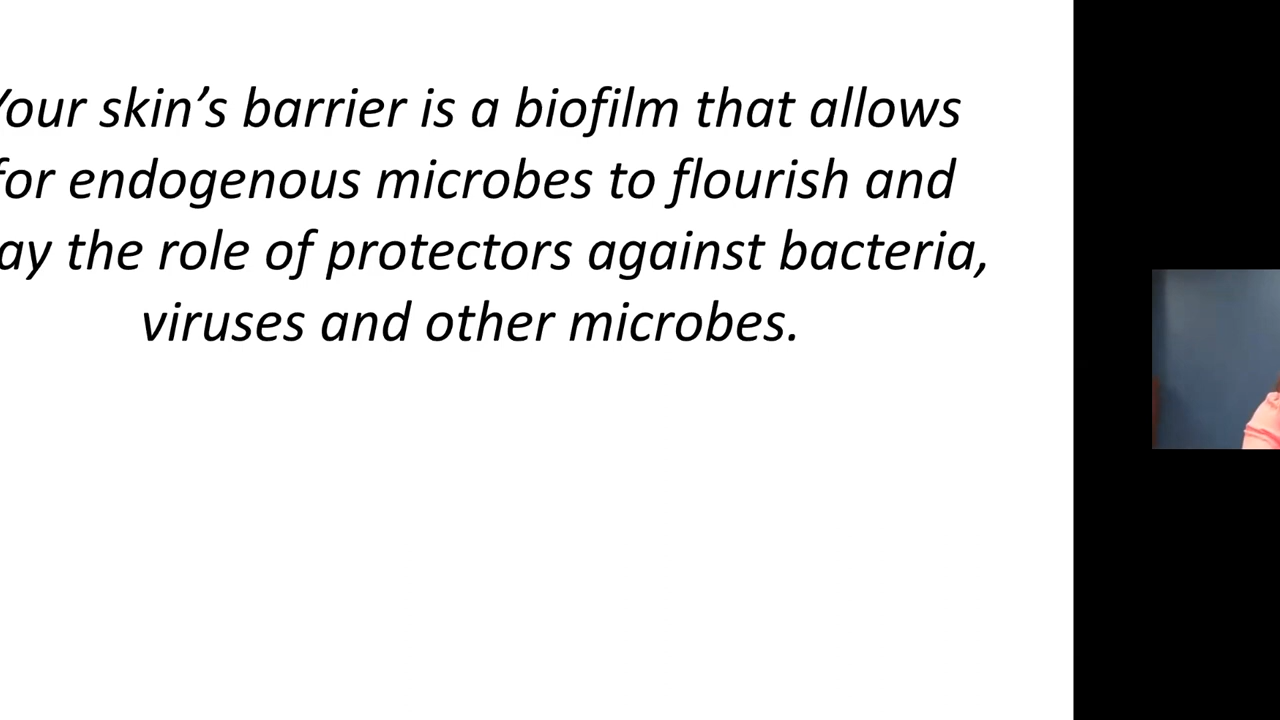 Your skin’s barrier is a biofilm that allows
for endogenous microbes to flourish and
ay the role of protectors against bacteria,
viruses and other microbes.